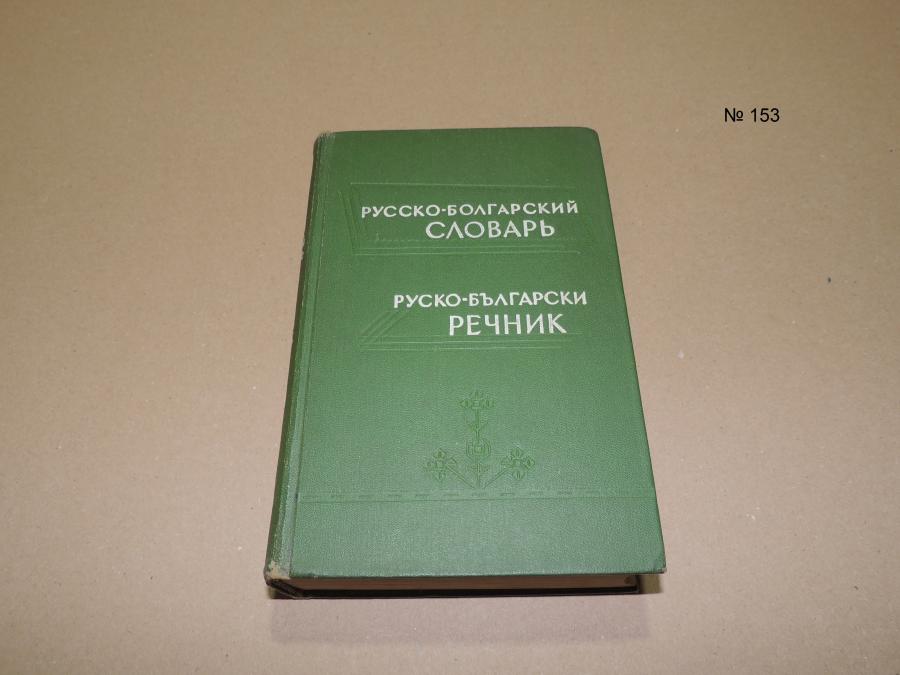 № 153
РУССКО-БОЛГАРСКИЙ
СЛОВАРЬ
РУСКО-БЪЛГАРСКИ
РЕЧНИК